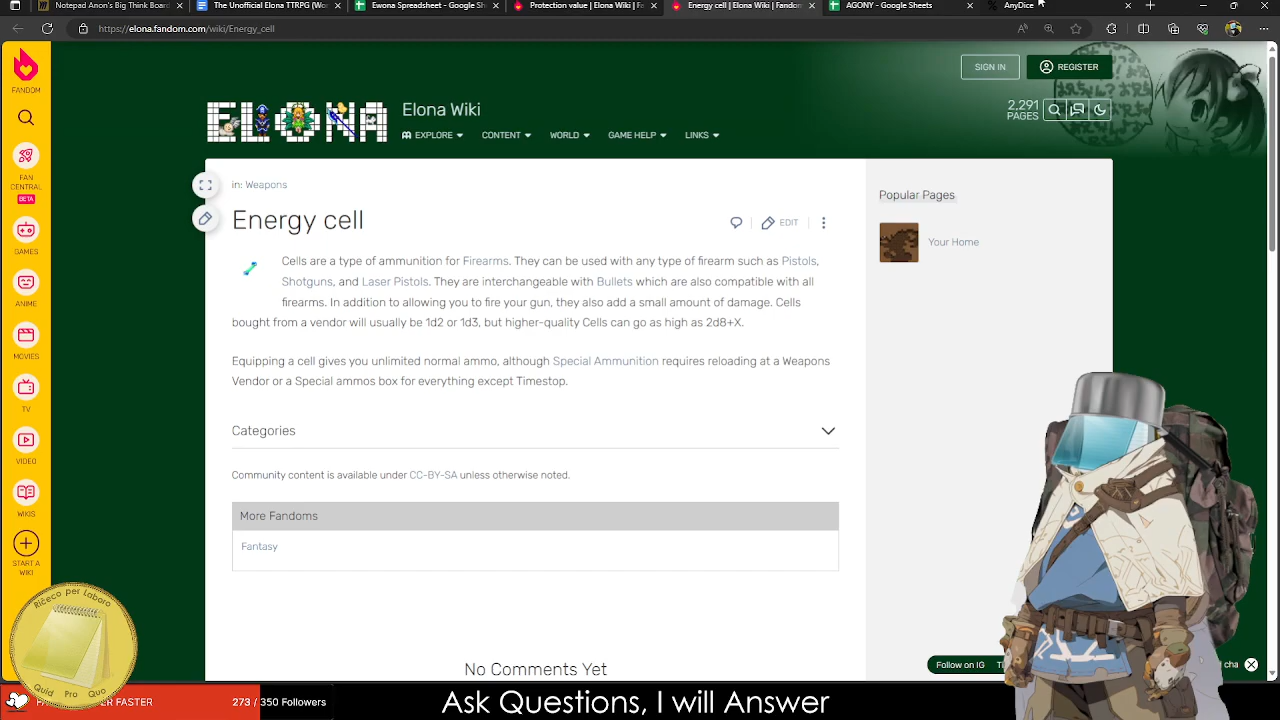 Notepad Anon's Big Think Board
The Unofficial Elona TTRPG (Wor
Ewona Spreadsheet - Google She
Protection value | Elona Wiki | Fa
Energy cell | Elona Wiki | Fandom
AGONY - Google Sheets
AnyDice
https://elona.fandom.com/wiki/Energy_cell
FANDOM
FAN
CENTRAL
BETA
GAMES
ANIME
MOVIES
TV
VIDEO
WIKIS
START A
WIKI
SIGN IN
REGISTER
ELONA
Elona Wiki
2,291
PAGES
EXPLORE
CONTENT
WORLD
GAME HELP
LINKS
in: Weapons
Energy cell
EDIT
Cells are a type of ammunition for Firearms. They can be used with any type of firearm such as Pistols,
Shotguns, and Laser Pistols. They are interchangeable with Bullets which are also compatible with all
firearms. In addition to allowing you to fire your gun, they also add a small amount of damage. Cells
bought from a vendor will usually be 1d2 or 1d3, but higher-quality Cells can go as high as 2d8+X.
Equipping a cell gives you unlimited normal ammo, although Special Ammunition requires reloading at a Weapons
Vendor or a Special ammos box for everything except Timestop.
Categories
Community content is available under CC-BY-SA unless otherwise noted.
More Fandoms
Fantasy
No Comments Yet
Popular Pages
Your Home
Follow on IG
Riĉeco per Laboro
Quid Pro Quo
FASTER
273 / 350 Followers
Ask Questions, I will Answer